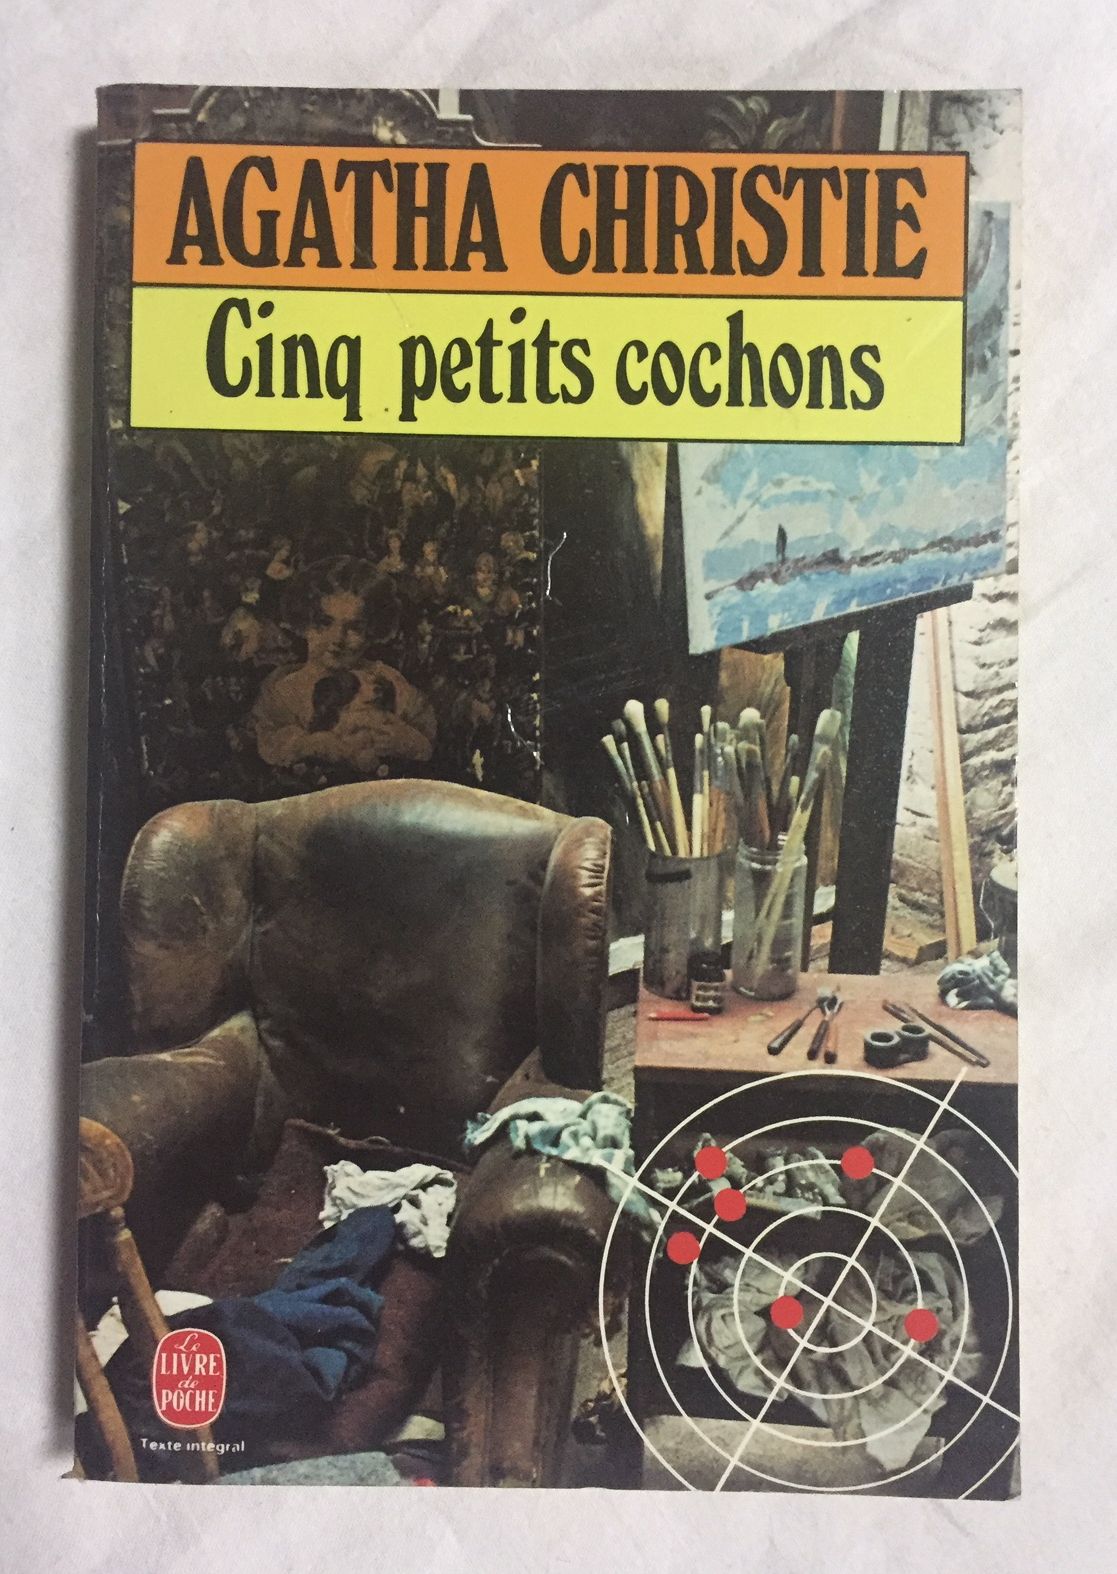 AGATHA CHRISTIE
Cinq petits cochons
Le
LIVRE
de
POCHE
Texte intégral